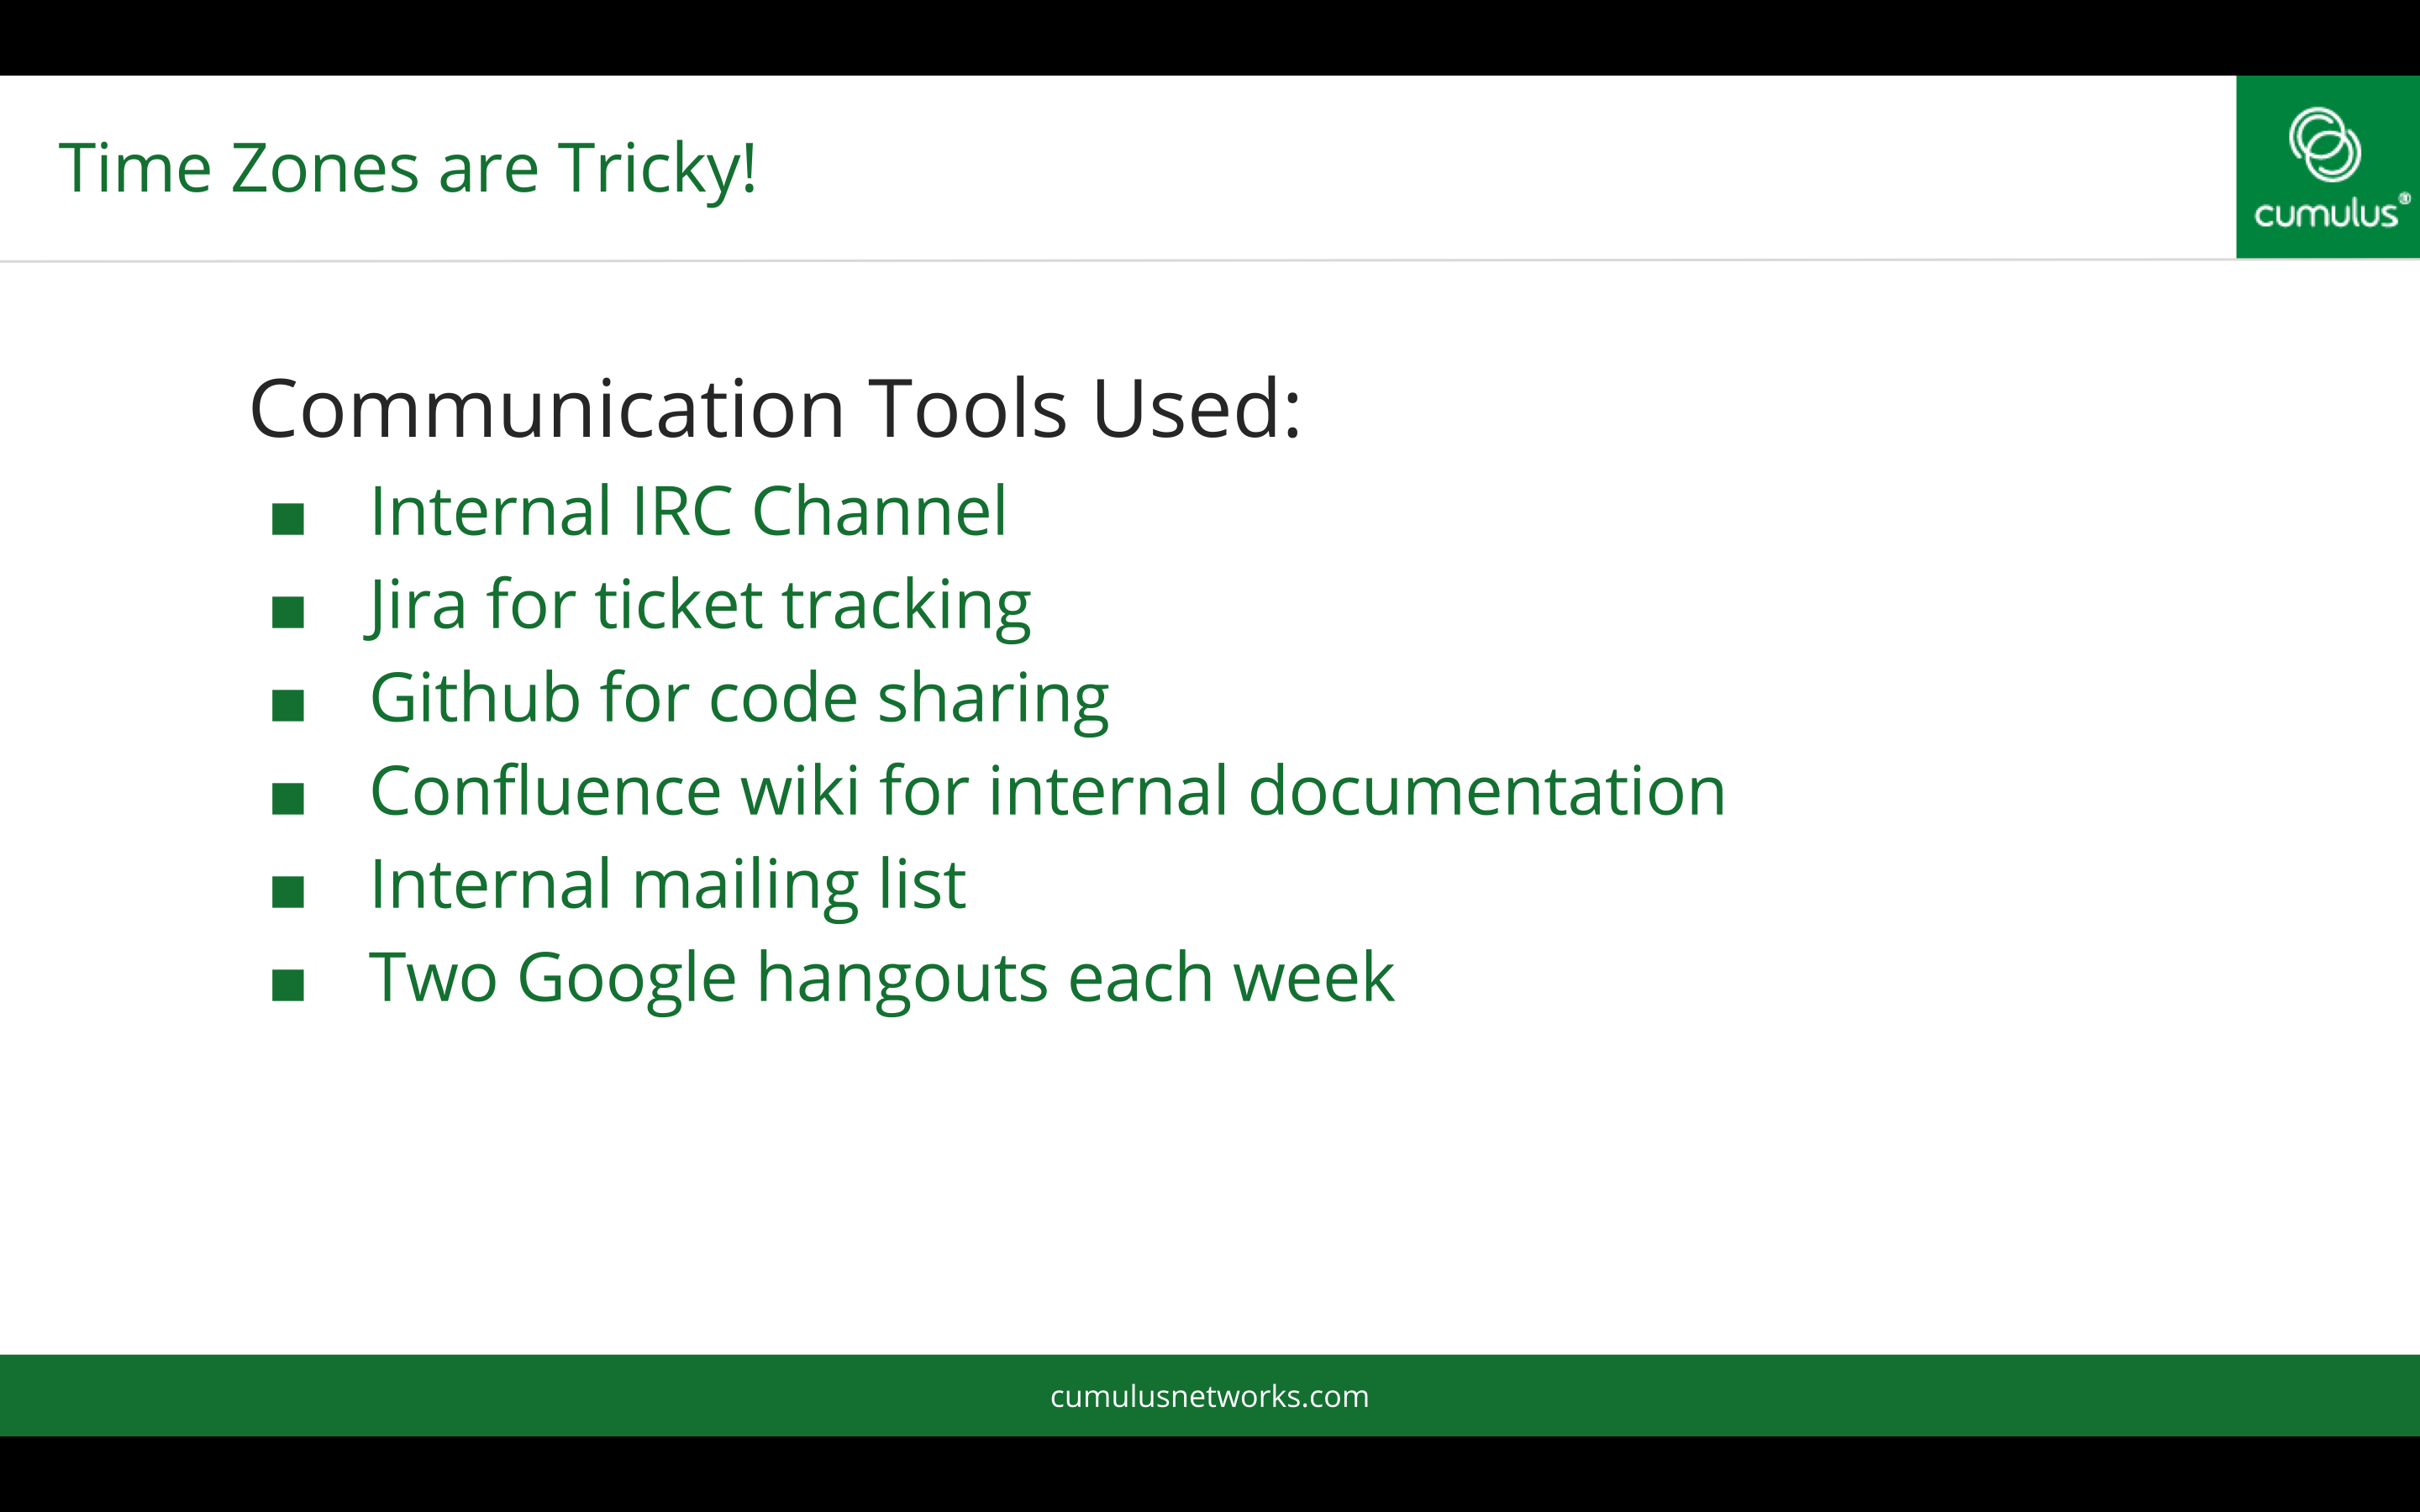 Time Zones are Tricky!
cumulus®
Communication Tools Used:
Internal IRC Channel
Jira for ticket tracking
Github for code sharing
Confluence wiki for internal documentation
Internal mailing list
Two Google hangouts each week
cumulusnetworks.com